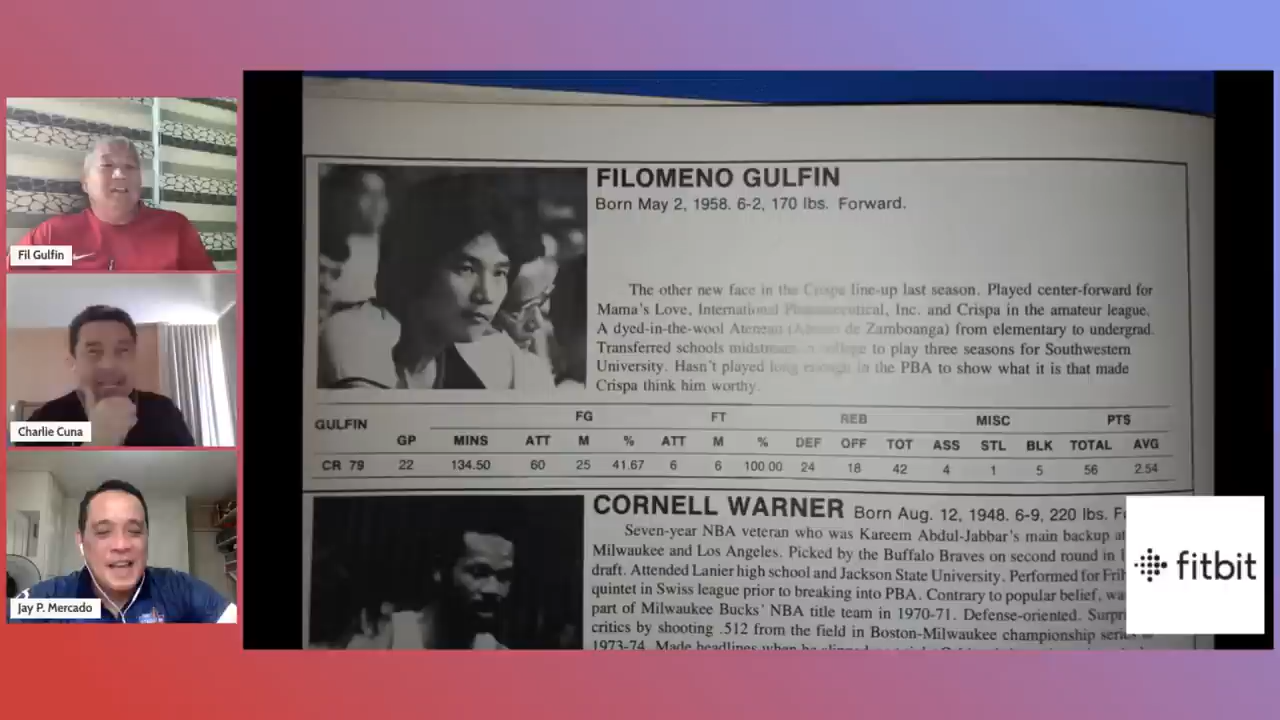 Fil Gulfin
Charlie Cuna
Jay P. Mercado
FILOMENO GULFIN
Born May 2, 1958. 6-2, 170 lbs. Forward.
The other new face in the Crispa line-up last season. Played center-forward for
Mama's Love, International Pharmaceutical, Inc. and Crispa in the amateur league.
A dyed-in-the-wool Atenean (Ateneo de Zamboanga) from elementary to undergrad.
Transferred schools midstream in college to play three seasons for Southwestern
University. Hasn't played long enough in the PBA to show what it is that made
Crispa think him worthy.
GULFIN FG FT REB MISC PTS
GP MINS ATT M % ATT M % DEF OFF TOT ASS STL BLK TOTAL AVG
CR 79 22 134.50 60 25 41.67 6 6 100.00 24 18 42 4 1 5 56 2.54
CORNELL WARNER Born Aug. 12, 1948. 6-9, 220 lbs.
Seven-year NBA veteran who was Kareem Abdul-Jabbar's main backup at
Milwaukee and Los Angeles. Picked by the Buffalo Braves on second round in
draft. Attended Lanier high school and Jackson State University. Performed for
quintet in Swiss league prior to breaking into PBA. Contrary to popular belief,
part of Milwaukee Bucks' NBA title team in 1970-71. Defense-oriented.
critics by shooting .512 from the field in Boston-Milwaukee championship
1973-74. Made headlines when he
fitbit